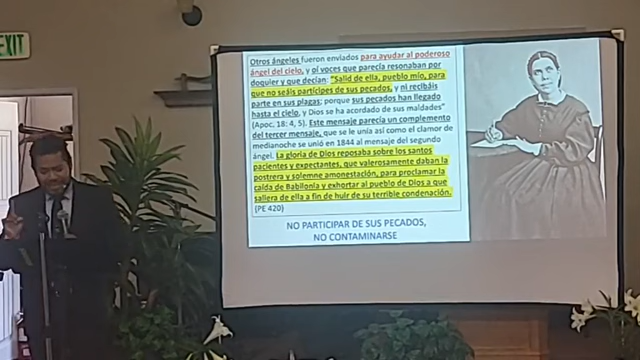 EXIT
Otros ángeles fueron enviados para ayudar al poderoso
ángel del cielo, y oí voces que parecía resonaban por
doquier y que decían: "Salid de ella, pueblo mío, para
que no seáis partícipes de sus pecados, y ni recibáis
parte en sus plagas; porque sus pecados han llegado
hasta el cielo, y Dios se ha acordado de sus maldades"
(Apoc, 18: 4, 5). Este mensaje parecía un complemento
del tercer mensaje, que se le unía así como el clamor de
medianoche se unió en 1844 al mensaje del segundo
ángel. La gloria de Dios reposaba sobre los santos
pacientes y expectantes, que valerosamente daban la
postrera y solemne amonestación, para proclamar la
caída de Babilonia y exhortar al pueblo de Dios a que
saliera de ella a fin de huir de su terrible condenación.
(PE 420)
NO PARTICIPAR DE SUS PECADOS,
NO CONTAMINARSE